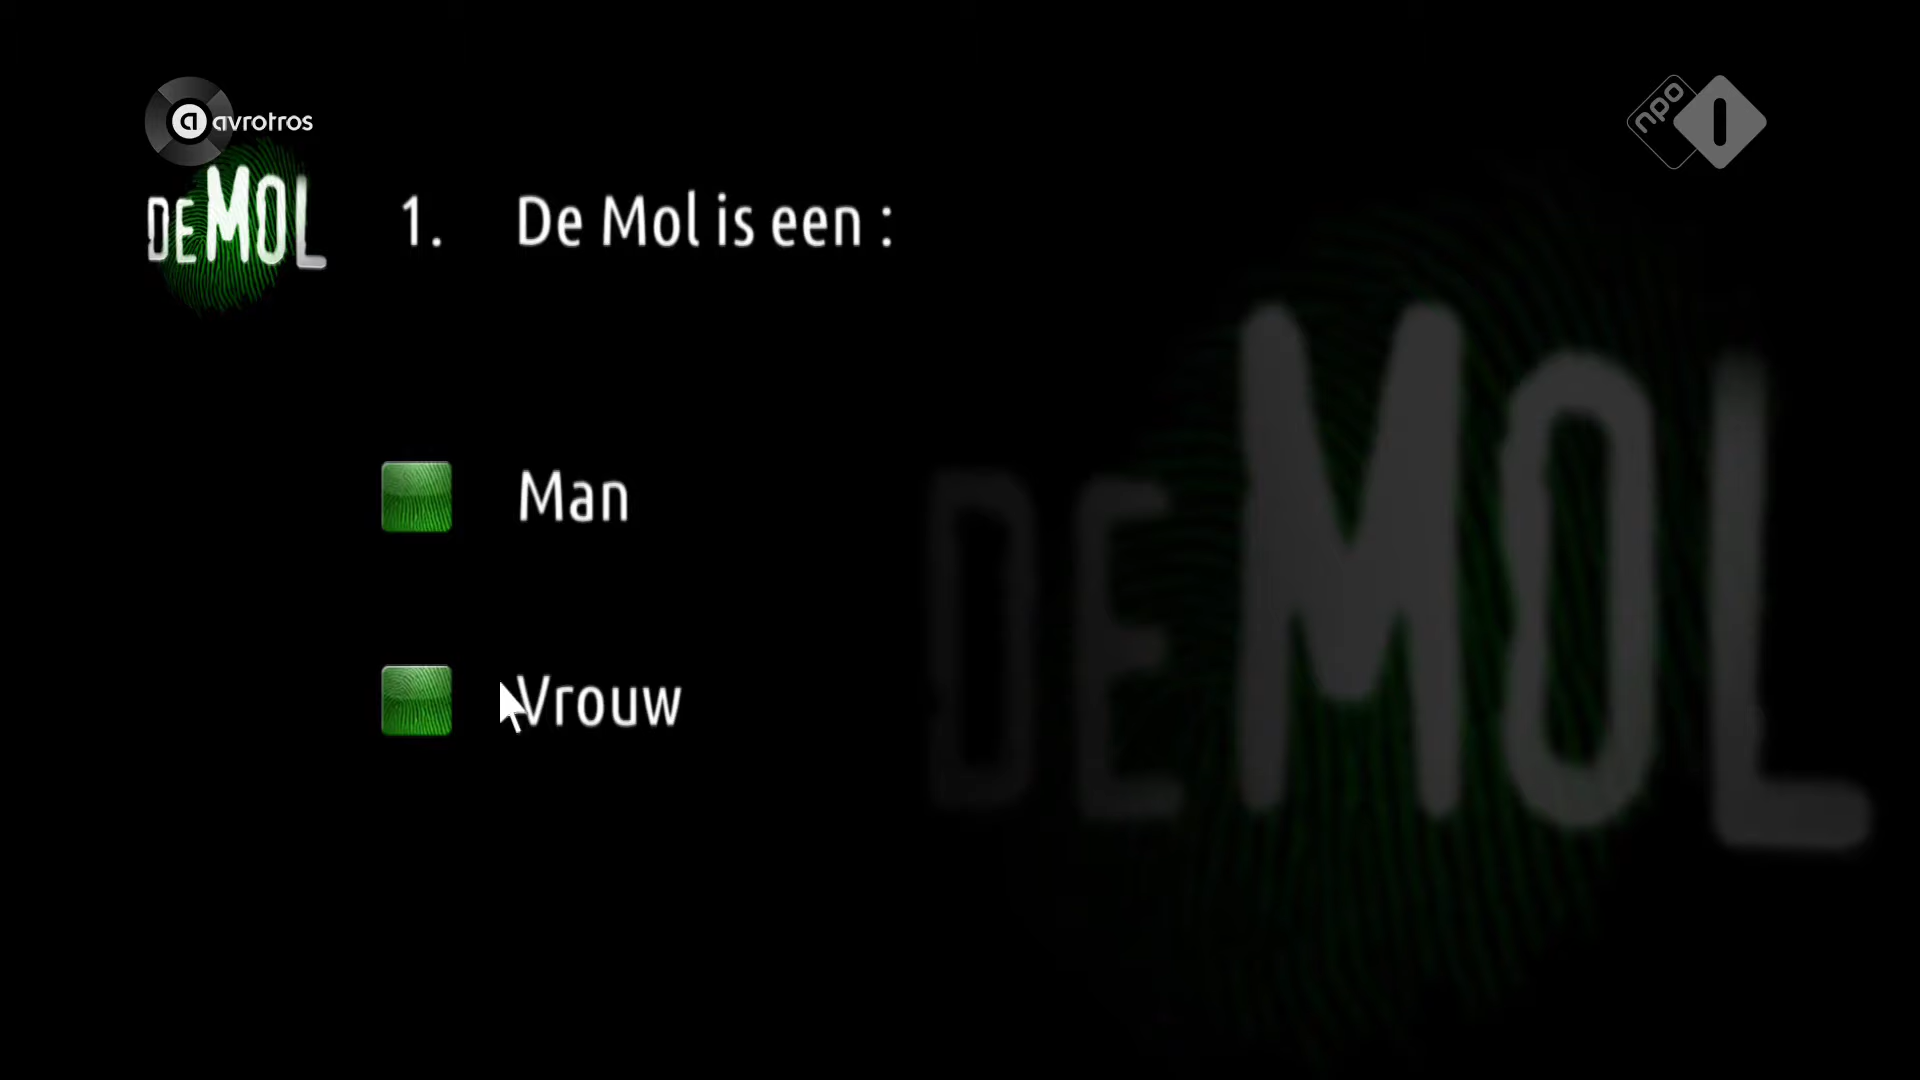 avrotros
npo 1
DE MOL
1. De Mol is een :
Man
Vrouw
DE MOL